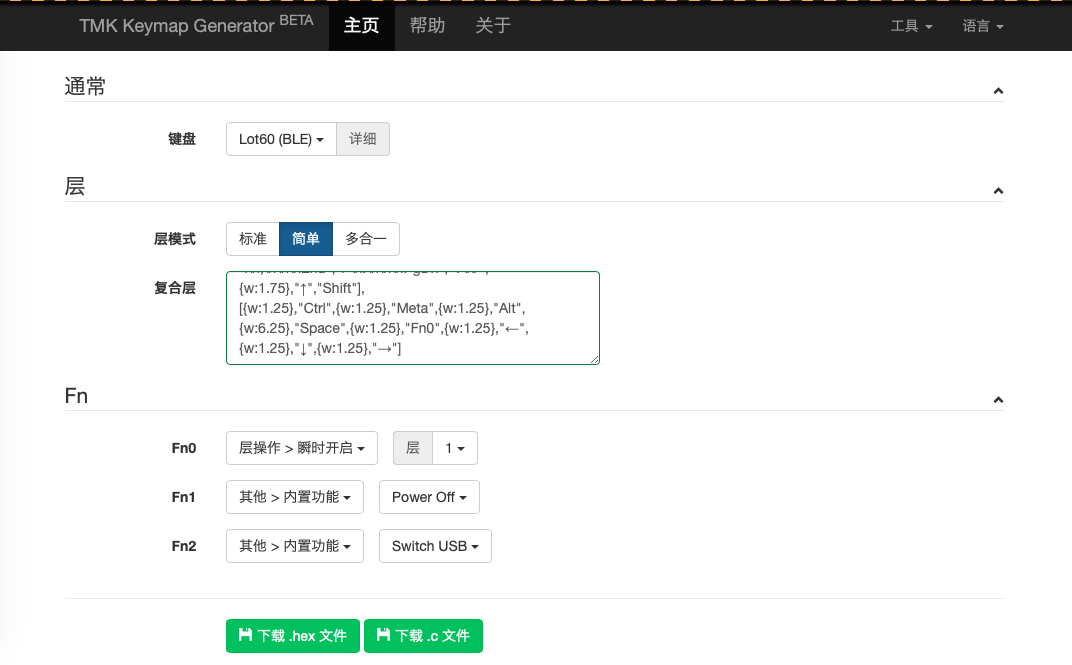 TMK Keymap Generator BETA 主页 帮助 关于 工具 语言
通常
键盘 Lot60 (BLE) 详细
层
层模式 标准 简单 多合一
复合层
{w:1.75},"↑","Shift"],
[{w:1.25},"Ctrl",{w:1.25},"Meta",{w:1.25},"Alt",
{w:6.25},"Space",{w:1.25},"Fn0",{w:1.25},"←",
{w:1.25},"↓",{w:1.25},"→"]
Fn
Fn0 层操作 > 瞬时开启 层 1
Fn1 其他 > 内置功能 Power Off
Fn2 其他 > 内置功能 Switch USB
下载 .hex 文件 下载 .c 文件